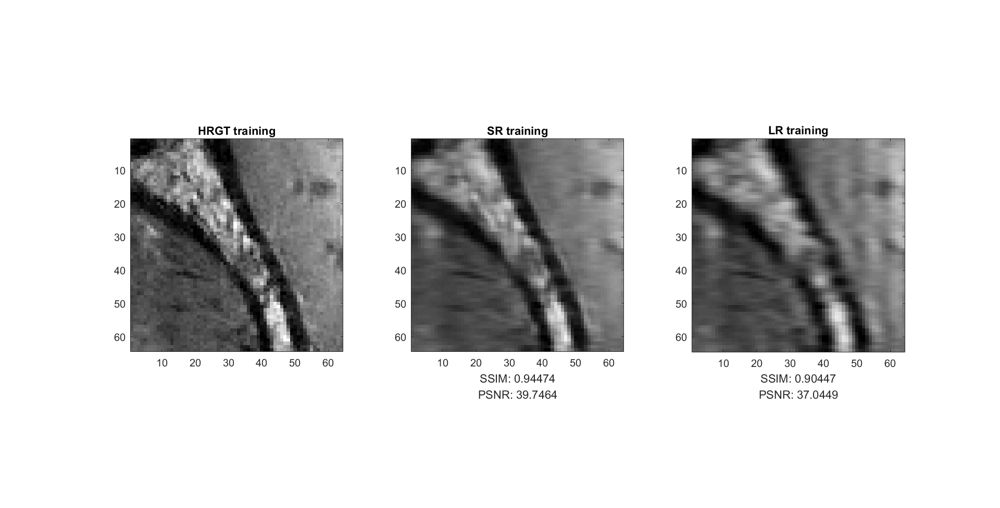 HRGT training
10
20
30
40
50
60
10 20 30 40 50 60
SR training
10
20
30
40
50
60
10 20 30 40 50 60
SSIM: 0.94474
PSNR: 39.7464
LR training
10
20
30
40
50
60
10 20 30 40 50 60
SSIM: 0.90447
PSNR: 37.0449